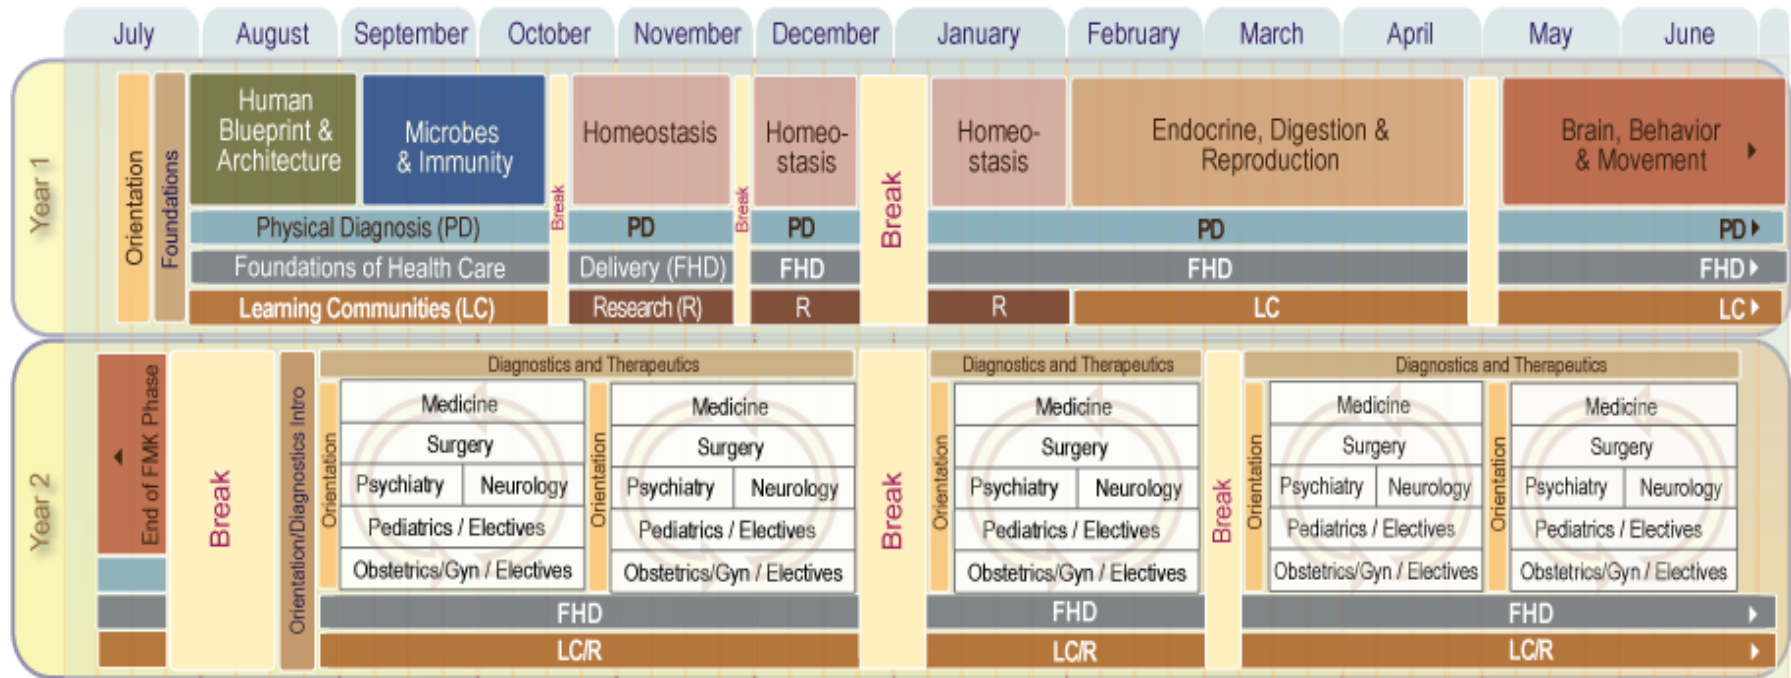 July August September October November December January February March April May June
Year 1
Orientation
Foundations
Human
Blueprint &
Architecture
Microbes
& Immunity
Break
Homeostasis
Break
Homeo-
stasis
Break
Homeo-
stasis
Endocrine, Digestion &
Reproduction
Brain, Behavior
& Movement
Physical Diagnosis (PD) PD PD PD PD
Foundations of Health Care Delivery (FHD) FHD FHD FHD
Learning Communities (LC) Research (R) R R LC LC
Year 2
End of FMK Phase
Break
Orientation/Diagnostics Intro
Diagnostics and Therapeutics
Orientation
Medicine
Surgery
Psychiatry Neurology
Pediatrics / Electives
Obstetrics/Gyn / Electives
Orientation
Medicine
Surgery
Psychiatry Neurology
Pediatrics / Electives
Obstetrics/Gyn / Electives
FHD
LC/R
Break
Diagnostics and Therapeutics
Orientation
Medicine
Surgery
Psychiatry Neurology
Pediatrics / Electives
Obstetrics/Gyn / Electives
FHD
LC/R
Break
Diagnostics and Therapeutics
Orientation
Medicine
Surgery
Psychiatry Neurology
Pediatrics / Electives
Obstetrics/Gyn / Electives
Orientation
Medicine
Surgery
Psychiatry Neurology
Pediatrics / Electives
Obstetrics/Gyn / Electives
FHD
LC/R